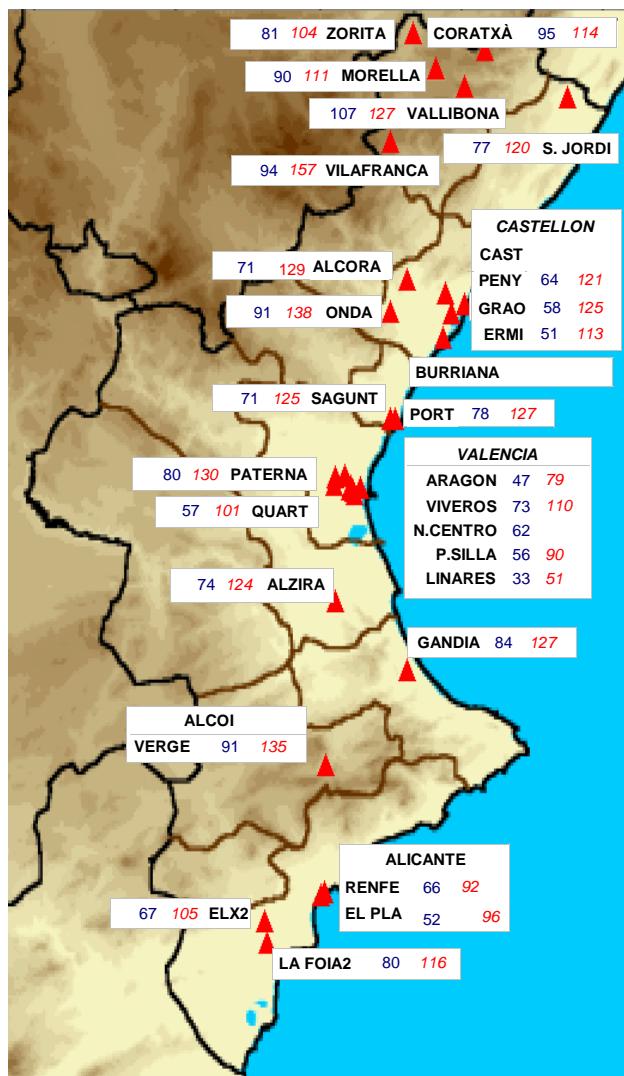 81 104 ZORITA
CORATXÀ 95 114
90 111 MORELLA
107 127 VALLIBONA
77 120 S. JORDI
94 157 VILAFRANCA
CASTELLON
CAST
PENY 64 121
GRAO 58 125
ERMI 51 113
71 129 ALCORA
91 138 ONDA
BURRIANA
71 125 SAGUNT
PORT 78 127
VALENCIA
ARAGON 47 79
VIVEROS 73 110
N.CENTRO 62
P.SILLA 56 90
LINARES 33 51
80 130 PATERNA
57 101 QUART
74 124 ALZIRA
GANDIA 84 127
ALCOI
VERGE 91 135
ALICANTE
RENFE 66 92
EL PLA 52 96
67 105 ELX2
LA FOIA2 80 116